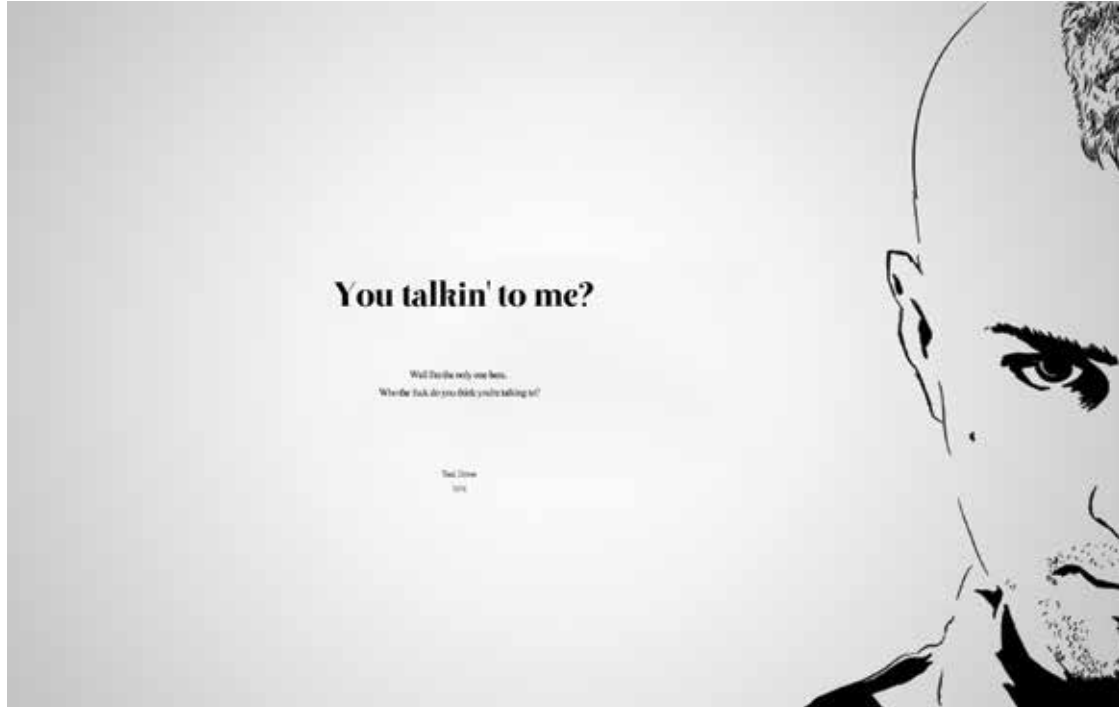 You talkin' to me?
Well I'm the only one here.
Who the fuck do you think you're talking to?
Taxi Driver
1976